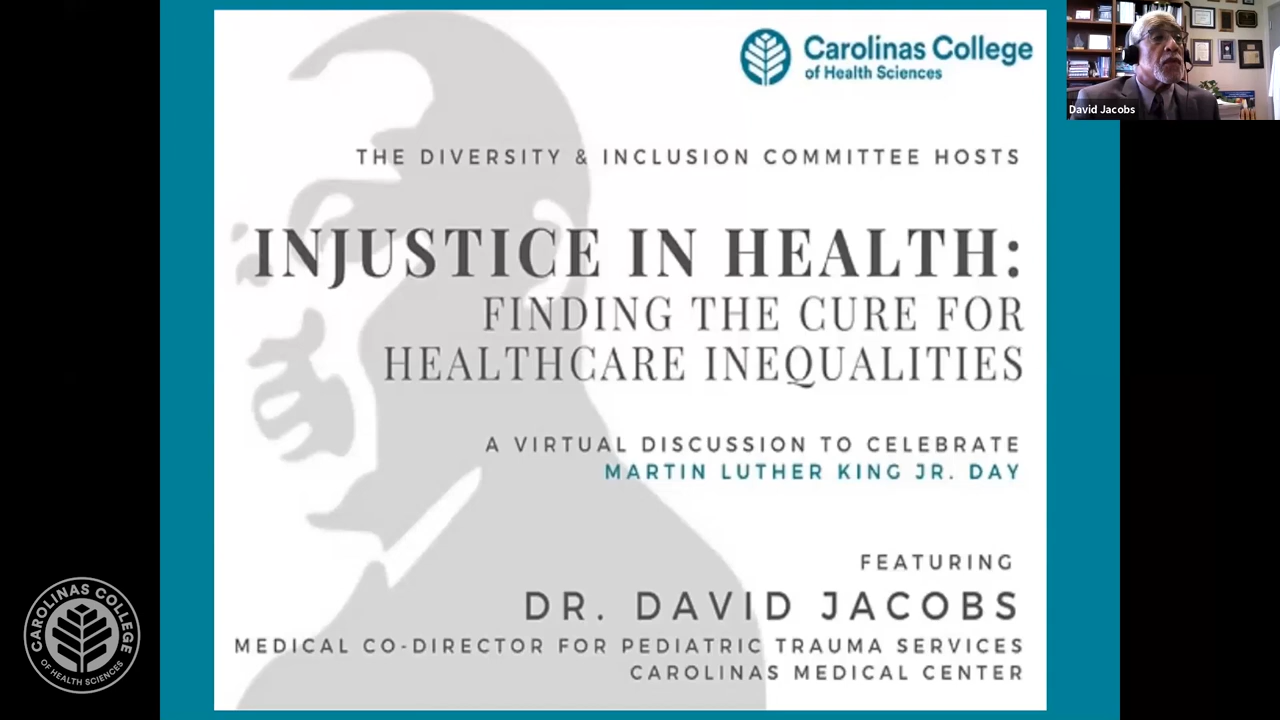 Carolinas College
of Health Sciences
David Jacobs
THE DIVERSITY & INCLUSION COMMITTEE HOSTS
INJUSTICE IN HEALTH:
FINDING THE CURE FOR
HEALTHCARE INEQUALITIES
A VIRTUAL DISCUSSION TO CELEBRATE
MARTIN LUTHER KING JR. DAY
FEATURING
DR. DAVID JACOBS
MEDICAL CO-DIRECTOR FOR PEDIATRIC TRAUMA SERVICES
CAROLINAS MEDICAL CENTER
CAROLINAS COLLEGE
OF HEALTH SCIENCES